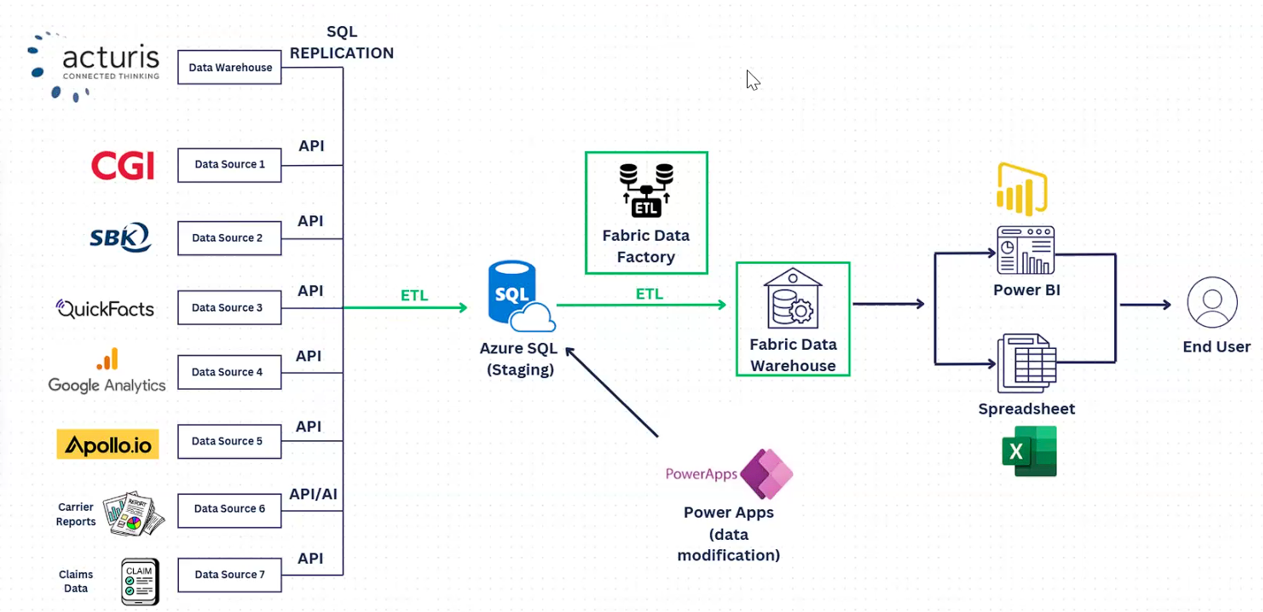 SQL
REPLICATION
acturis
CONNECTED THINKING
Data Warehouse
API
CGI
Data Source 1
API
SBK
Data Source 2
API
QuickFacts
Data Source 3
API
Google Analytics
Data Source 4
API
Apollo.io
Data Source 5
API/AI
Carrier
Reports
Data Source 6
API
Claims
Data
CLAIM
Data Source 7
ETL
SQL
Azure SQL
(Staging)
ETL
ETL
Fabric Data
Factory
Fabric Data
Warehouse
PowerApps
Power Apps
(data
modification)
Power BI
Spreadsheet
X
End User